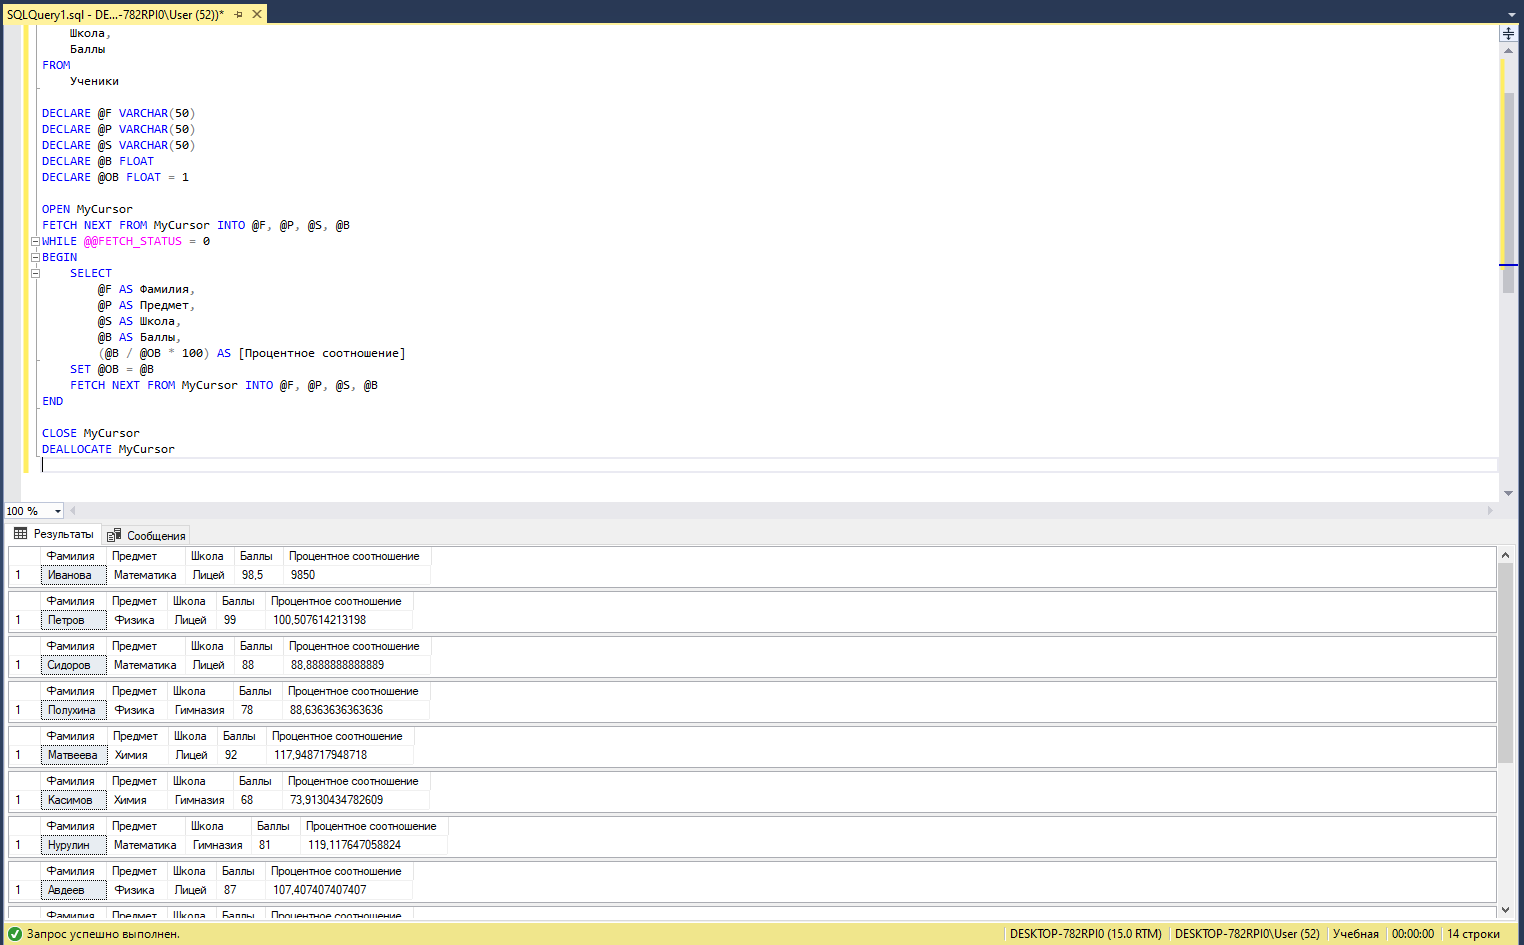 SQLQuery1.sql - DE...-782RPI0\User (52))*
Школа,
Баллы
FROM
Ученики
DECLARE @F VARCHAR(50)
DECLARE @P VARCHAR(50)
DECLARE @S VARCHAR(50)
DECLARE @B FLOAT
DECLARE @OB FLOAT = 1
OPEN MyCursor
FETCH NEXT FROM MyCursor INTO @F, @P, @S, @B
WHILE @@FETCH_STATUS = 0
BEGIN
SELECT
@F AS Фамилия,
@P AS Предмет,
@S AS Школа,
@B AS Баллы,
(@B / @OB * 100) AS [Процентное соотношение]
SET @OB = @B
FETCH NEXT FROM MyCursor INTO @F, @P, @S, @B
END
CLOSE MyCursor
DEALLOCATE MyCursor
100 %
Результаты Сообщения
Фамилия Предмет Школа Баллы Процентное соотношение
1 Иванова Математика Лицей 98,5 9850
Фамилия Предмет Школа Баллы Процентное соотношение
1 Петров Физика Лицей 99 100,507614213198
Фамилия Предмет Школа Баллы Процентное соотношение
1 Сидоров Математика Лицей 88 88,8888888888889
Фамилия Предмет Школа Баллы Процентное соотношение
1 Полухина Физика Гимназия 78 88,6363636363636
Фамилия Предмет Школа Баллы Процентное соотношение
1 Матвеева Химия Лицей 92 117,948717948718
Фамилия Предмет Школа Баллы Процентное соотношение
1 Касимов Химия Гимназия 68 73,9130434782609
Фамилия Предмет Школа Баллы Процентное соотношение
1 Нурулин Математика Гимназия 81 119,117647058824
Фамилия Предмет Школа Баллы Процентное соотношение
1 Авдеев Физика Лицей 87 107,407407407407
Фамилия Предмет Школа Баллы Процентное соотношение
Запрос успешно выполнен. DESKTOP-782RPI0 (15.0 RTM) DESKTOP-782RPI0\User (52) Учебная 00:00:00 14 строки